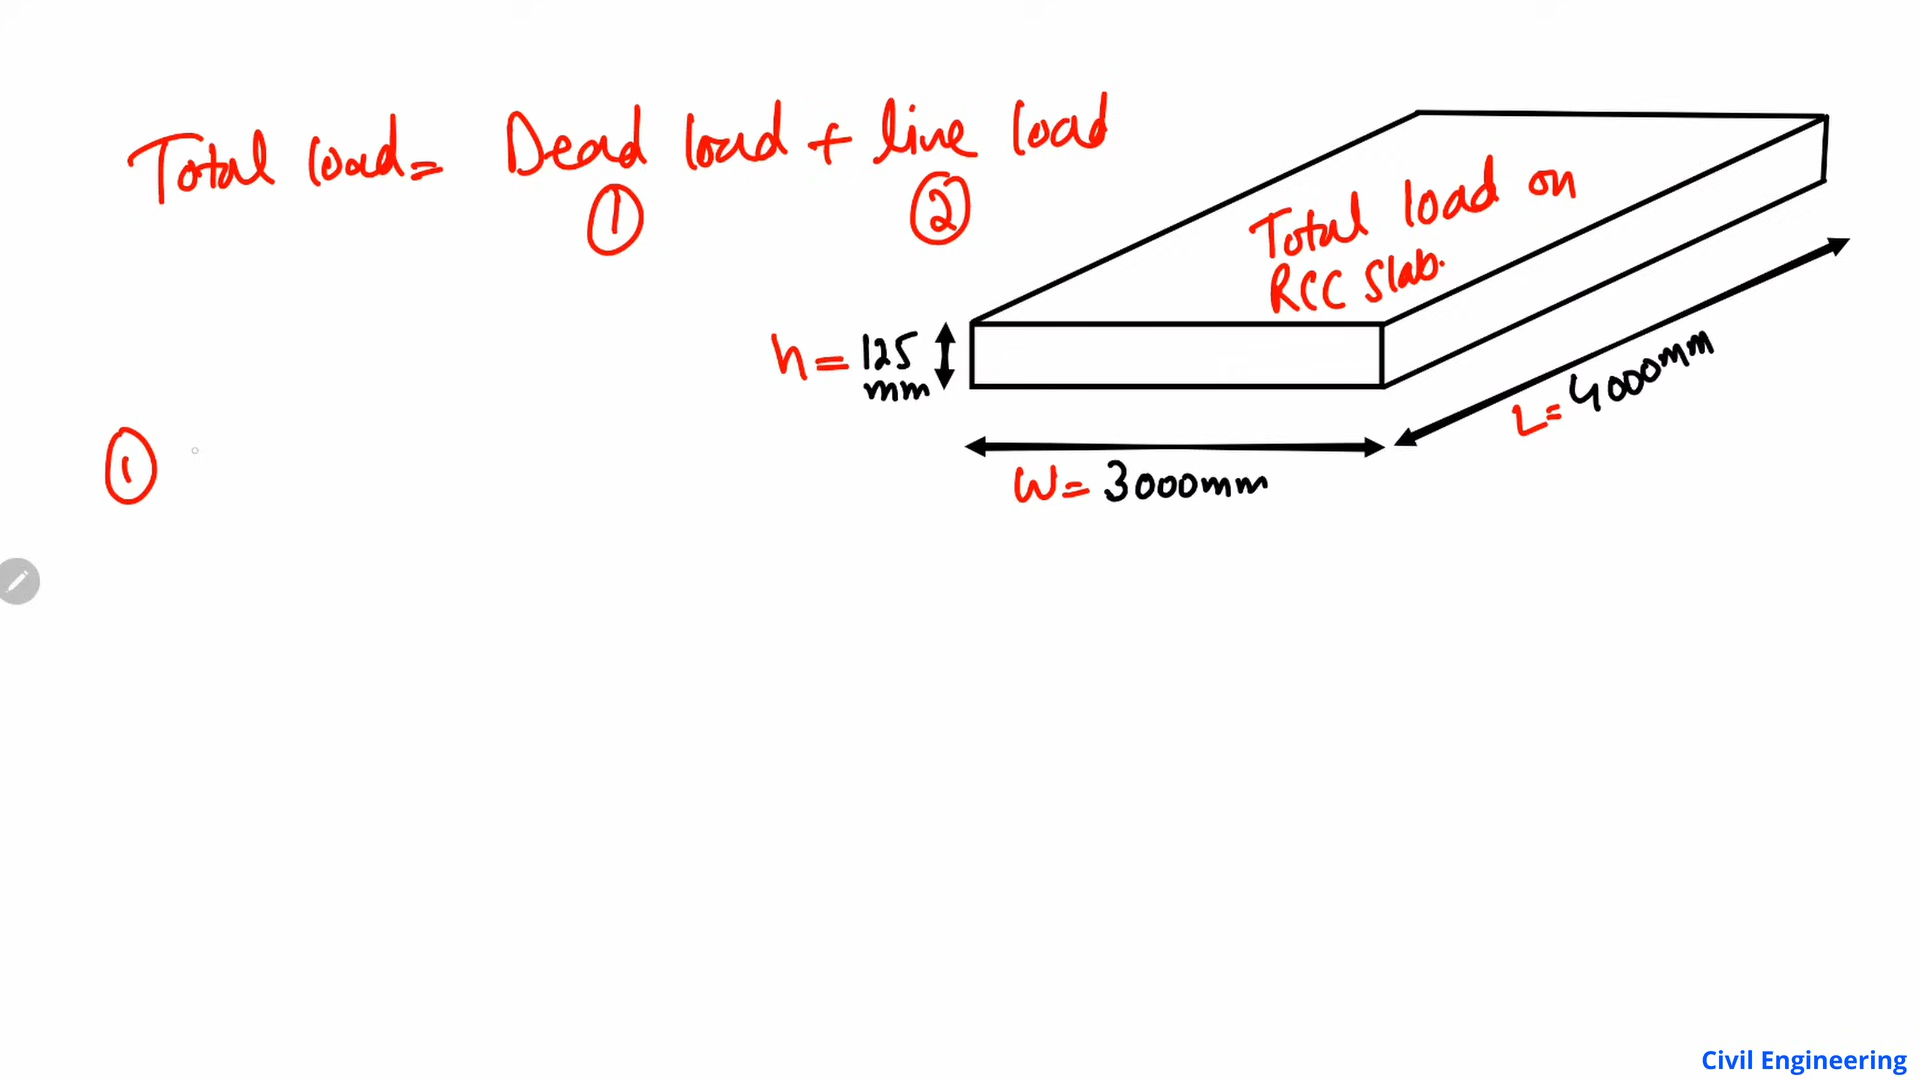 Total load = Dead load + live load
① ②
Total load on
RCC Slab.
h = 125
mm
L = 4000mm
W = 3000mm
①
Civil Engineering